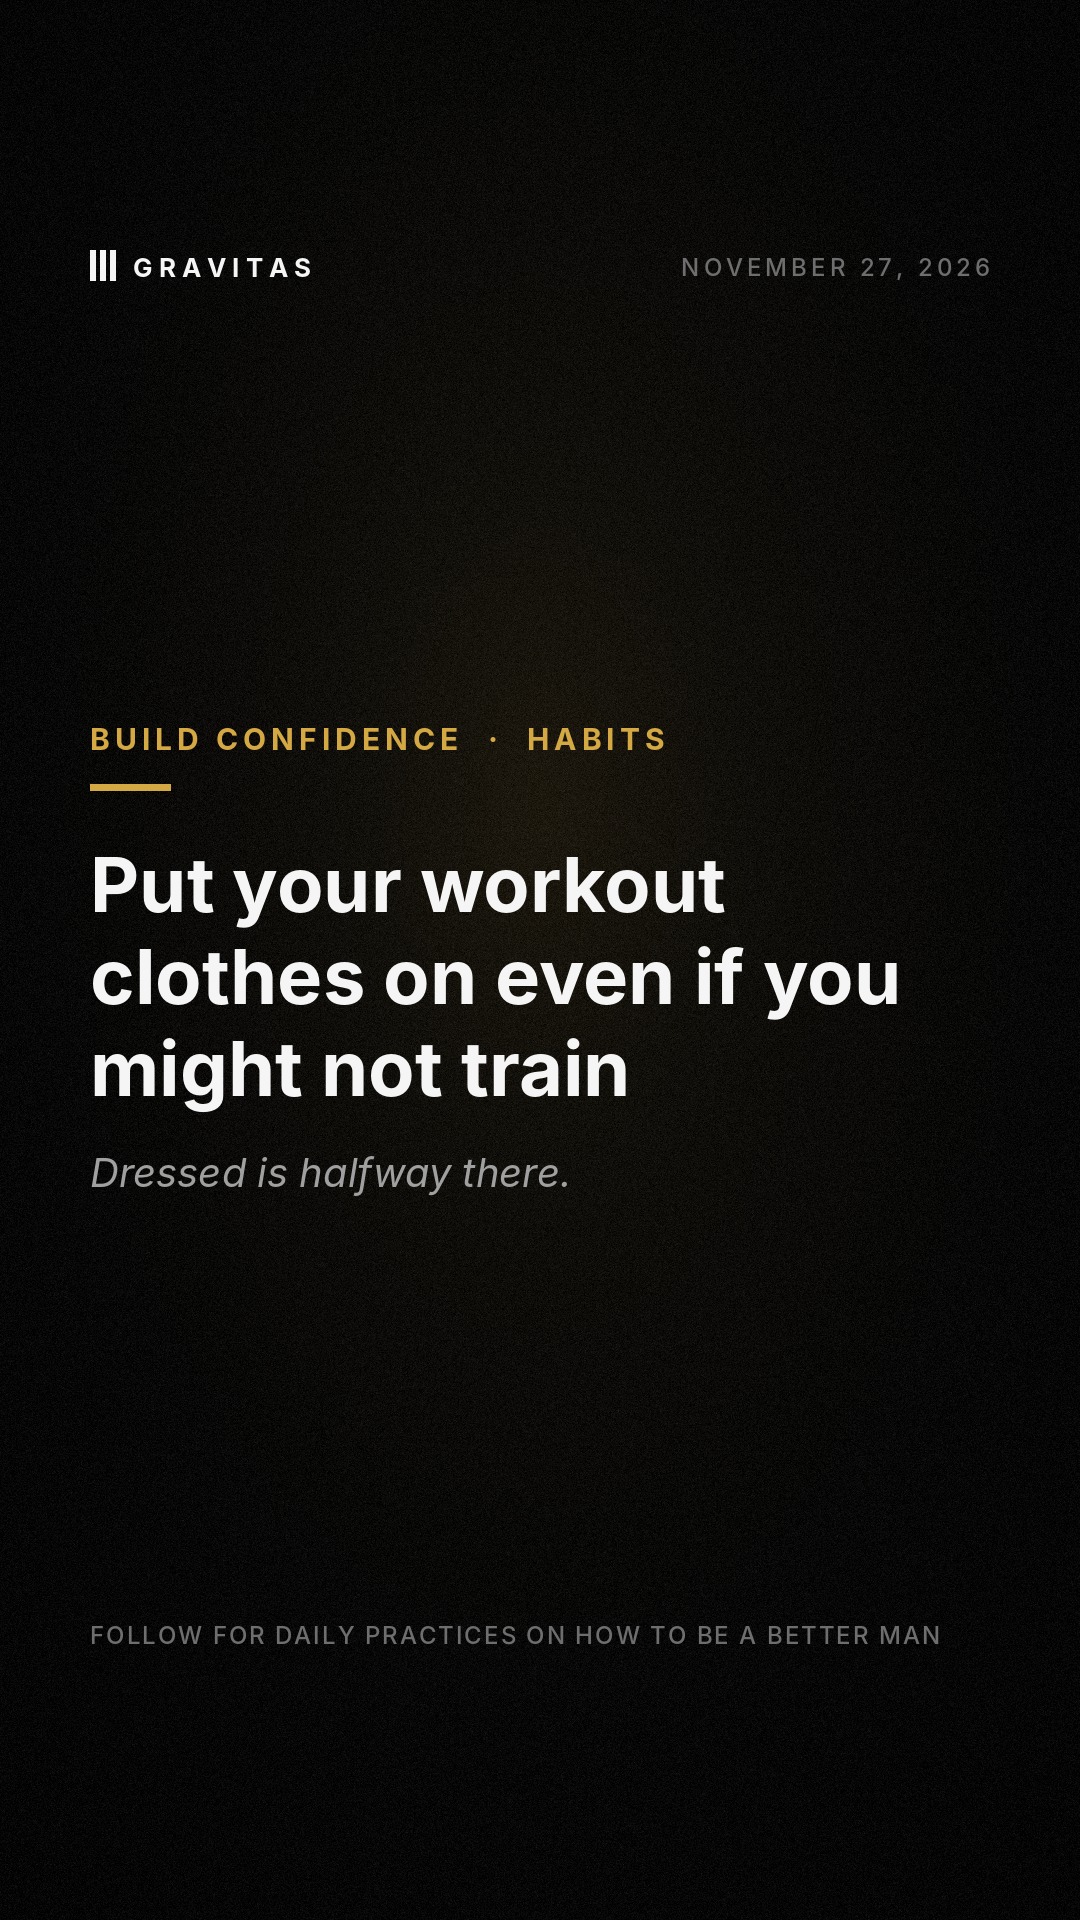 GRAVITAS
NOVEMBER 27, 2026
BUILD CONFIDENCE · HABITS
Put your workout
clothes on even if you
might not train
Dressed is halfway there.
FOLLOW FOR DAILY PRACTICES ON HOW TO BE A BETTER MAN